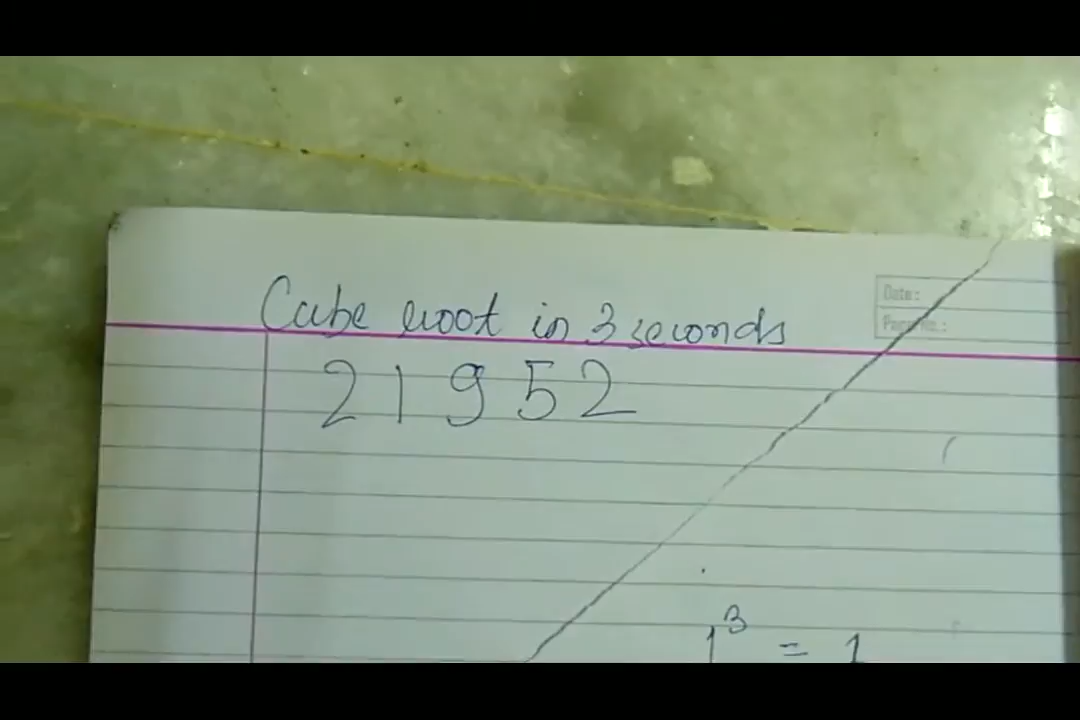 Cube root in 3 seconds
Date:
Page No.:
21952
1³ = 1